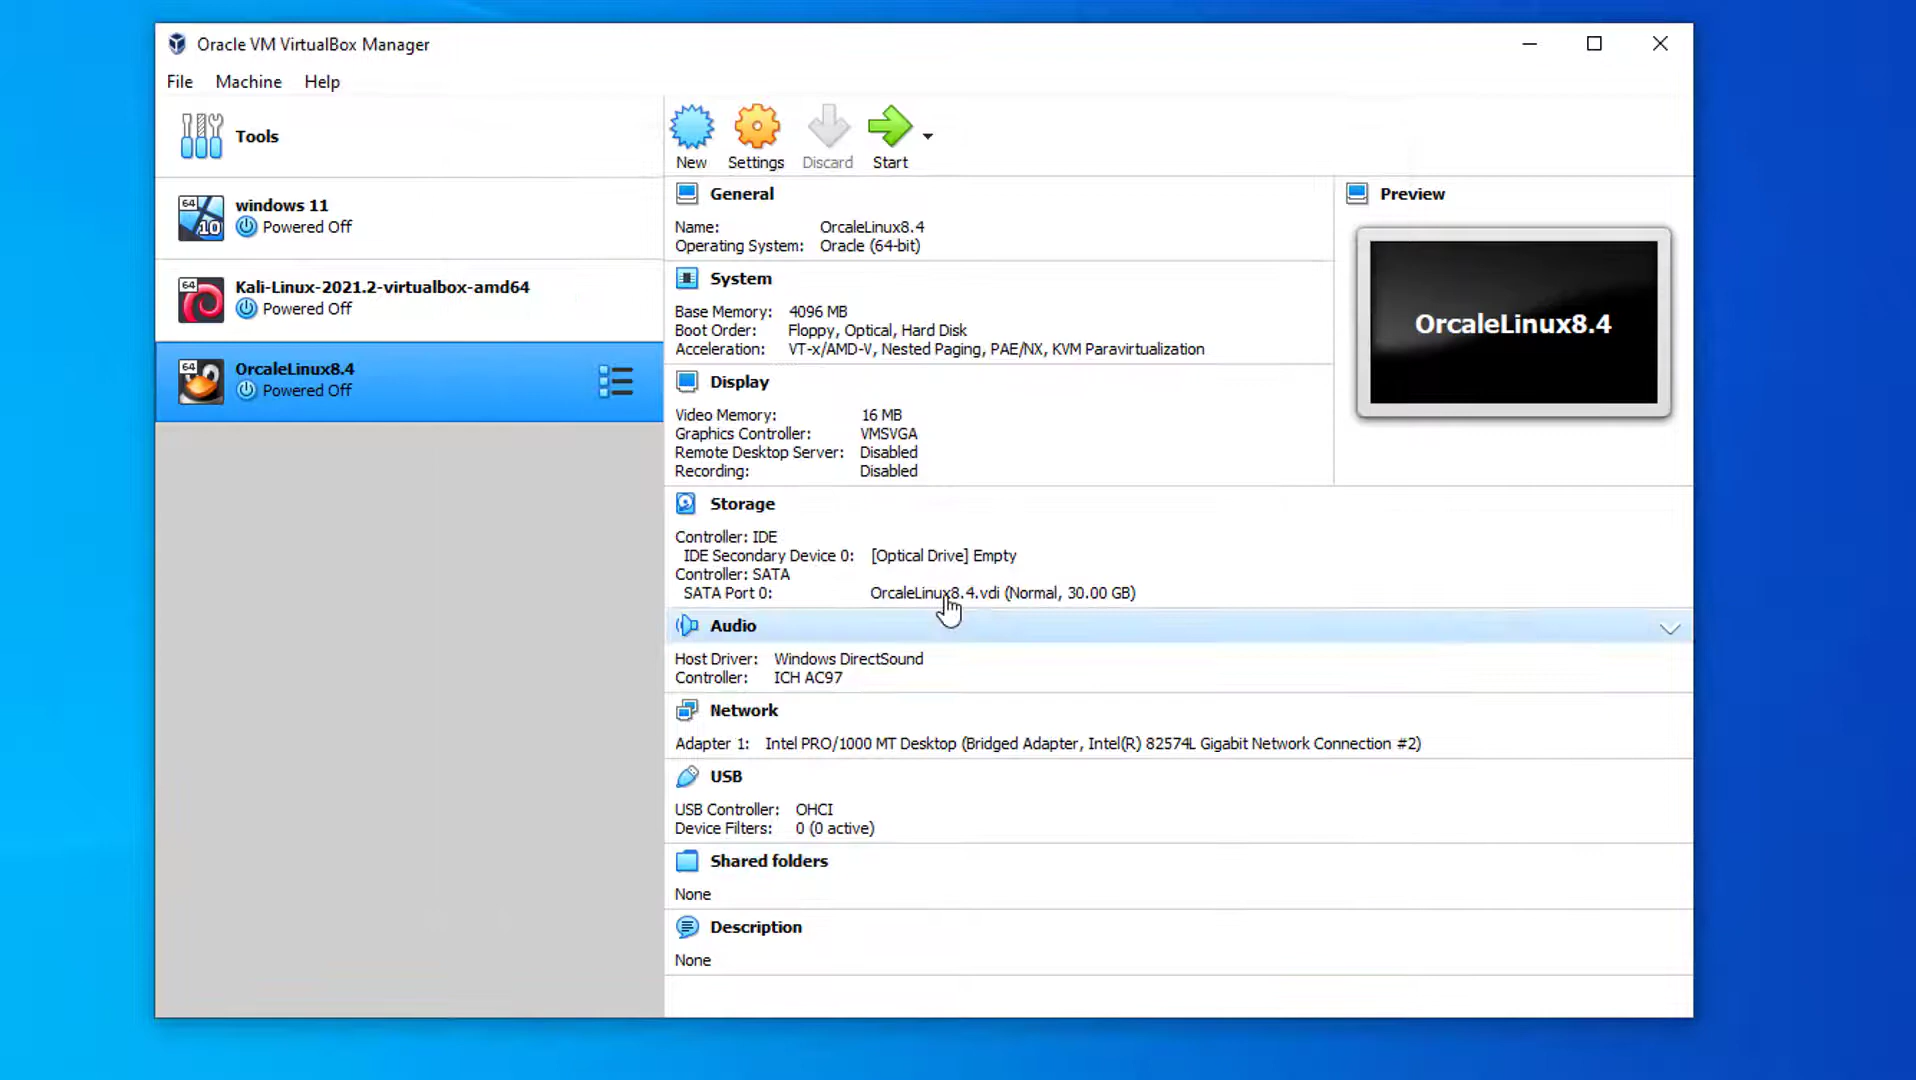 Oracle VM VirtualBox Manager
File Machine Help
Tools
64
10
windows 11
Powered Off
64
Kali-Linux-2021.2-virtualbox-amd64
Powered Off
64
OrcaleLinux8.4
Powered Off
New Settings Discard Start
General
Name: OrcaleLinux8.4
Operating System: Oracle (64-bit)
System
Base Memory: 4096 MB
Boot Order: Floppy, Optical, Hard Disk
Acceleration: VT-x/AMD-V, Nested Paging, PAE/NX, KVM Paravirtualization
Display
Video Memory: 16 MB
Graphics Controller: VMSVGA
Remote Desktop Server: Disabled
Recording: Disabled
Preview
OrcaleLinux8.4
Storage
Controller: IDE
IDE Secondary Device 0: [Optical Drive] Empty
Controller: SATA
SATA Port 0: OrcaleLinux8.4.vdi (Normal, 30.00 GB)
Audio
Host Driver: Windows DirectSound
Controller: ICH AC97
Network
Adapter 1: Intel PRO/1000 MT Desktop (Bridged Adapter, Intel(R) 82574L Gigabit Network Connection #2)
USB
USB Controller: OHCI
Device Filters: 0 (0 active)
Shared folders
None
Description
None